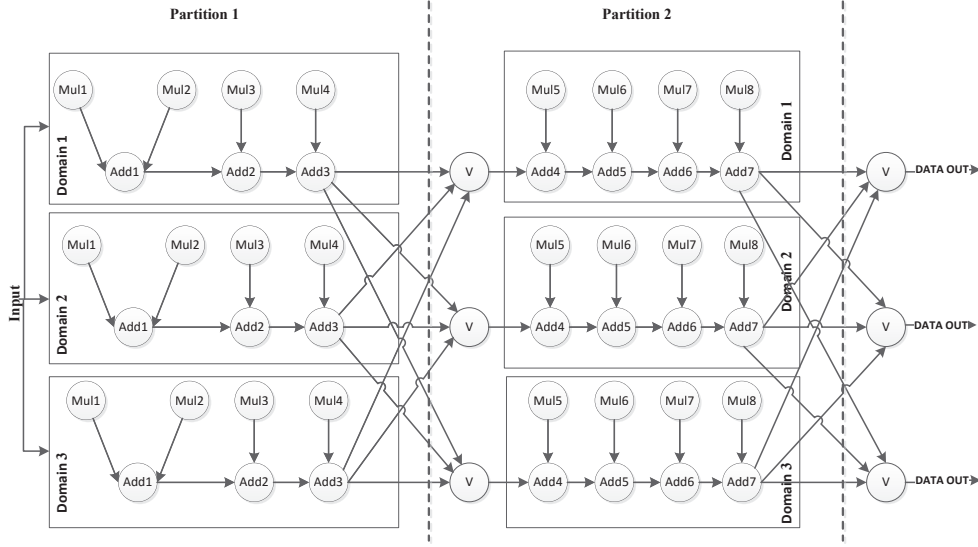 Partition 1
Partition 2
Input
Domain 1
Mul1
Mul2
Mul3
Mul4
Add1
Add2
Add3
V
Mul5
Mul6
Mul7
Mul8
Domain 1
Add4
Add5
Add6
Add7
V
DATA OUT
Domain 2
Mul1
Mul2
Mul3
Mul4
Add1
Add2
Add3
V
Mul5
Mul6
Mul7
Mul8
Domain 2
Add4
Add5
Add6
Add7
V
DATA OUT
Domain 3
Mul1
Mul2
Mul3
Mul4
Add1
Add2
Add3
V
Mul5
Mul6
Mul7
Mul8
Domain 3
Add4
Add5
Add6
Add7
V
DATA OUT